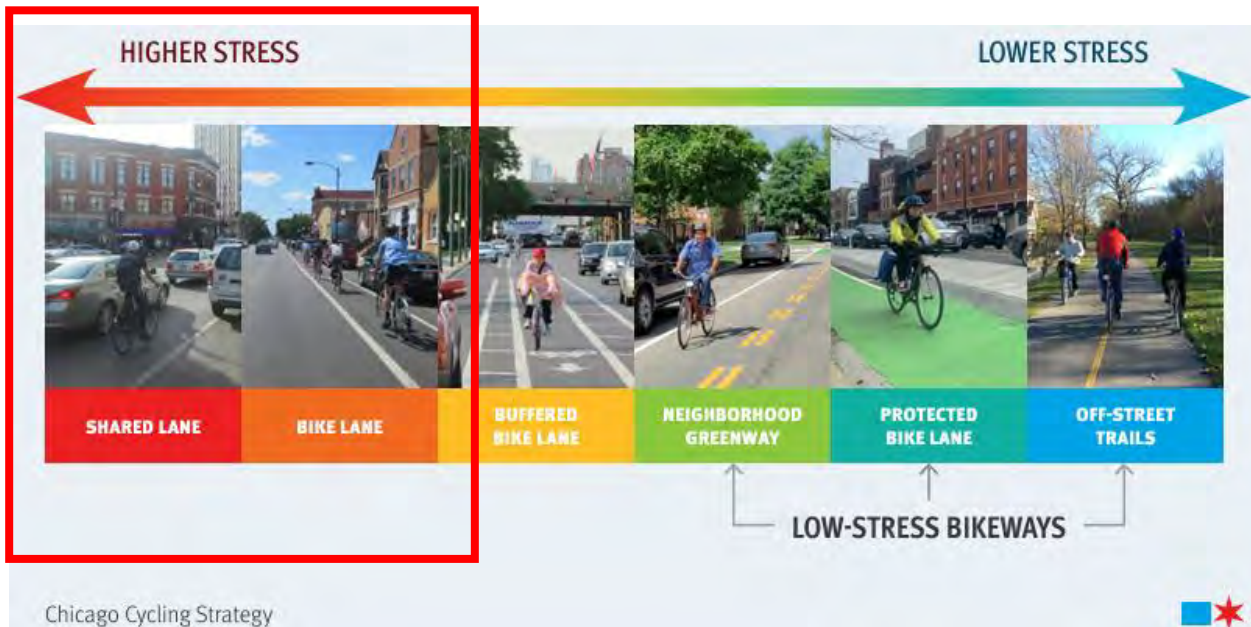 HIGHER STRESS
LOWER STRESS
SHARED LANE
BIKE LANE
BUFFERED
BIKE LANE
NEIGHBORHOOD
GREENWAY
PROTECTED
BIKE LANE
OFF-STREET
TRAILS
LOW-STRESS BIKEWAYS
Chicago Cycling Strategy